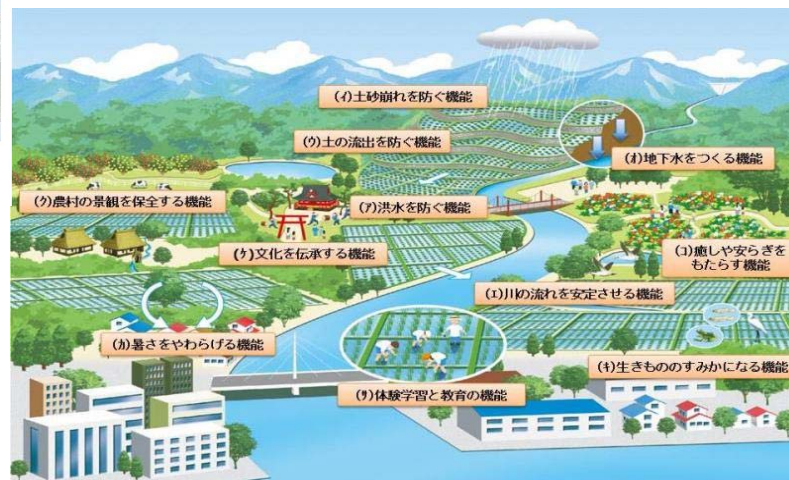 (ｲ)土砂崩れを防ぐ機能
(ｳ)土の流出を防ぐ機能
(ｵ)地下水をつくる機能
(ｸ)農村の景観を保全する機能
(ｱ)洪水を防ぐ機能
(ｹ)文化を伝承する機能
(ｺ)癒しや安らぎを
もたらす機能
(ｴ)川の流れを安定させる機能
(ｶ)暑さをやわらげる機能
(ｷ)生きもののすみかになる機能
(ｻ)体験学習と教育の機能